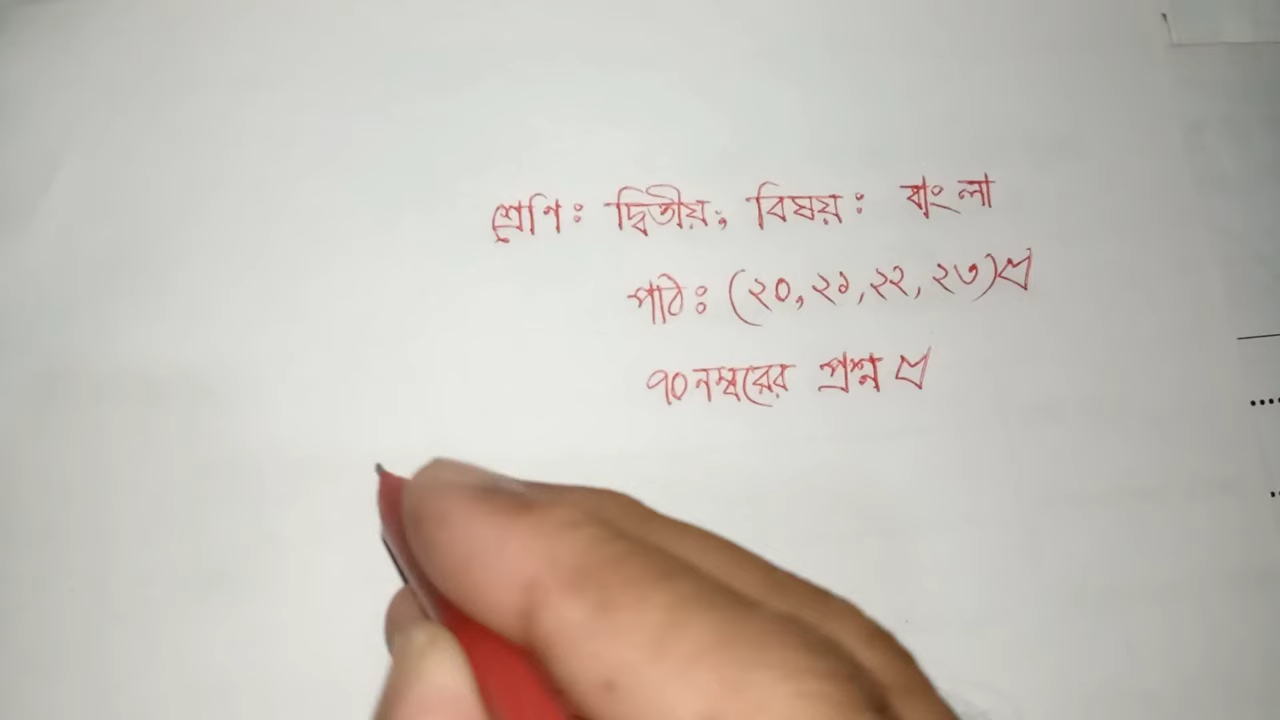 শ্রেণি: দ্বিতীয়, বিষয়: বাংলা
পাঠ: (২০,২১,২২,২৩)
৭০নম্বরের প্রশ্ন